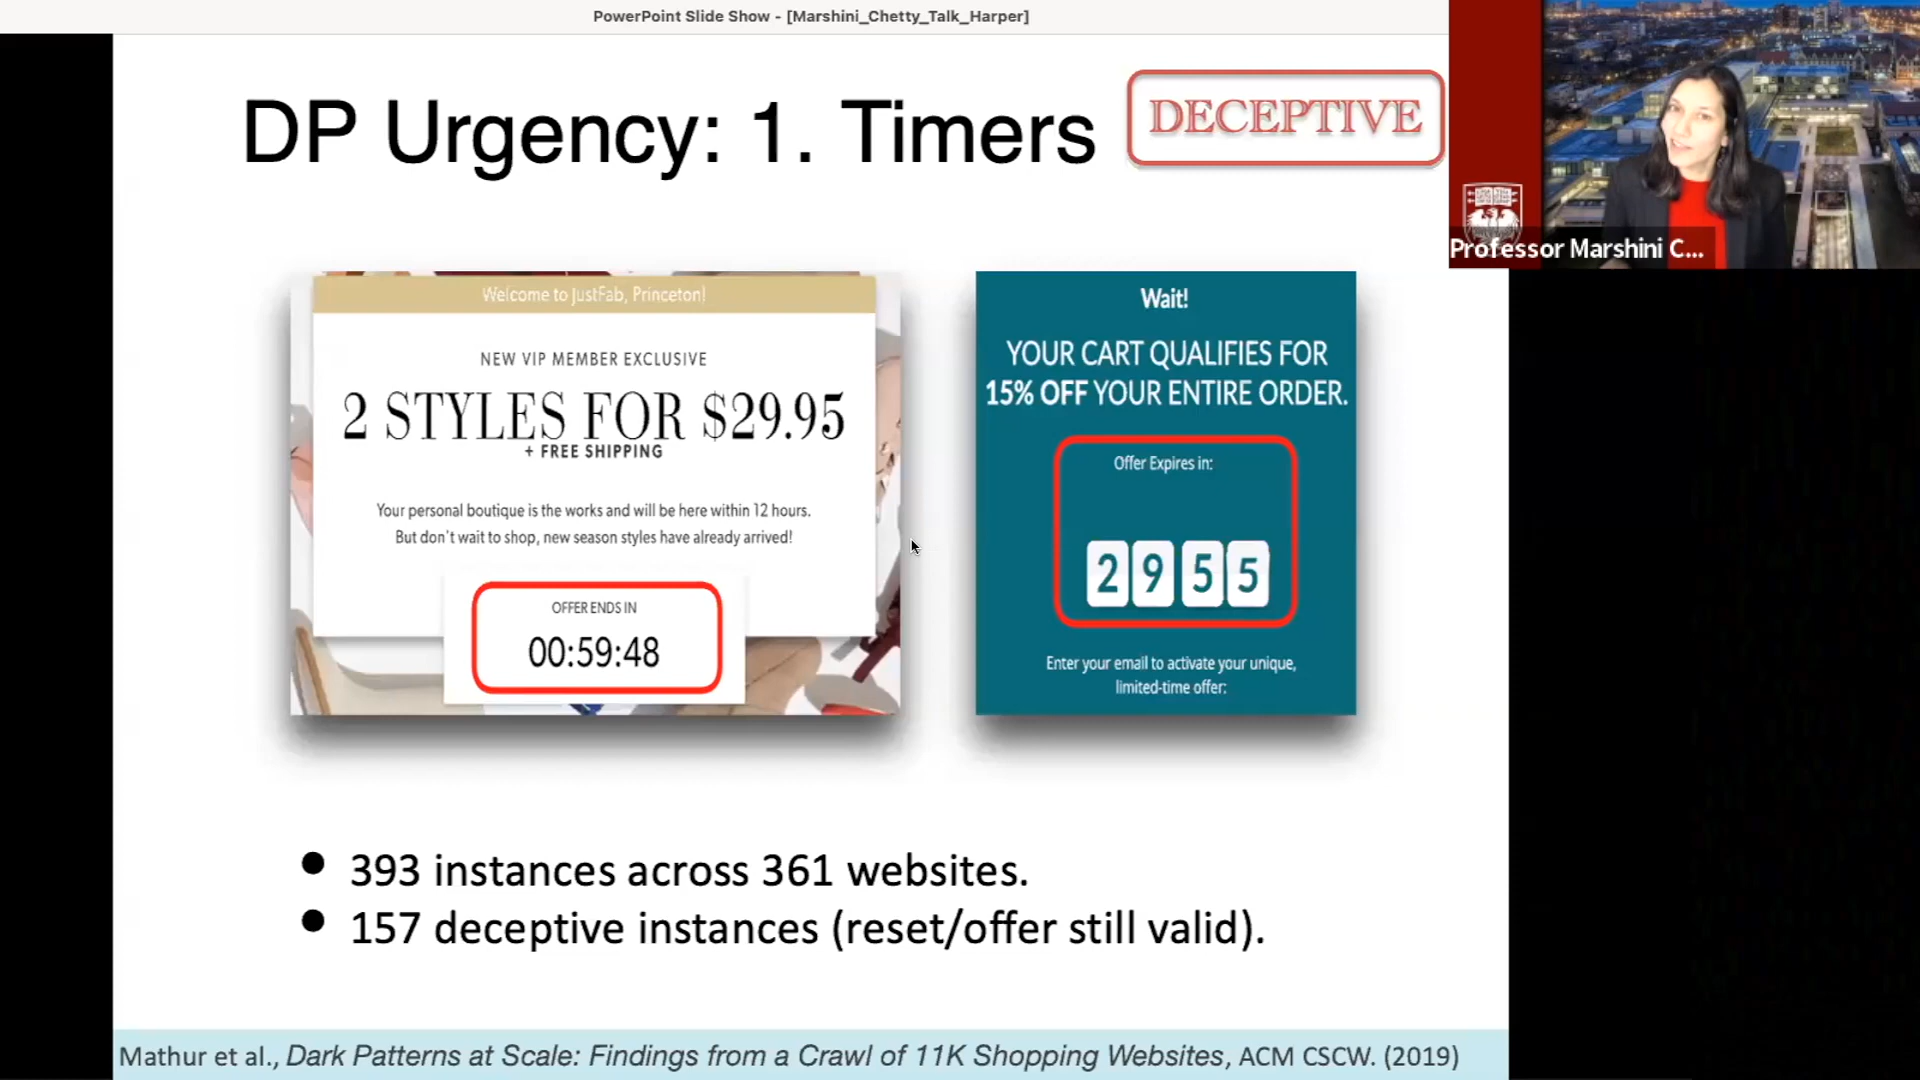 PowerPoint Slide Show - [Marshini_Chetty_Talk_Harper]
DP Urgency: 1. Timers
DECEPTIVE
Professor Marshini C...
Welcome to JustFab, Princeton!
NEW VIP MEMBER EXCLUSIVE
2 STYLES FOR $29.95
+ FREE SHIPPING
Your personal boutique is the works and will be here within 12 hours.
But don't wait to shop, new season styles have already arrived!
OFFER ENDS IN
00:59:48
Wait!
YOUR CART QUALIFIES FOR
15% OFF YOUR ENTIRE ORDER.
Offer Expires in:
2955
Enter your email to activate your unique,
limited-time offer:
• 393 instances across 361 websites.
• 157 deceptive instances (reset/offer still valid).
Mathur et al., Dark Patterns at Scale: Findings from a Crawl of 11K Shopping Websites, ACM CSCW. (2019)